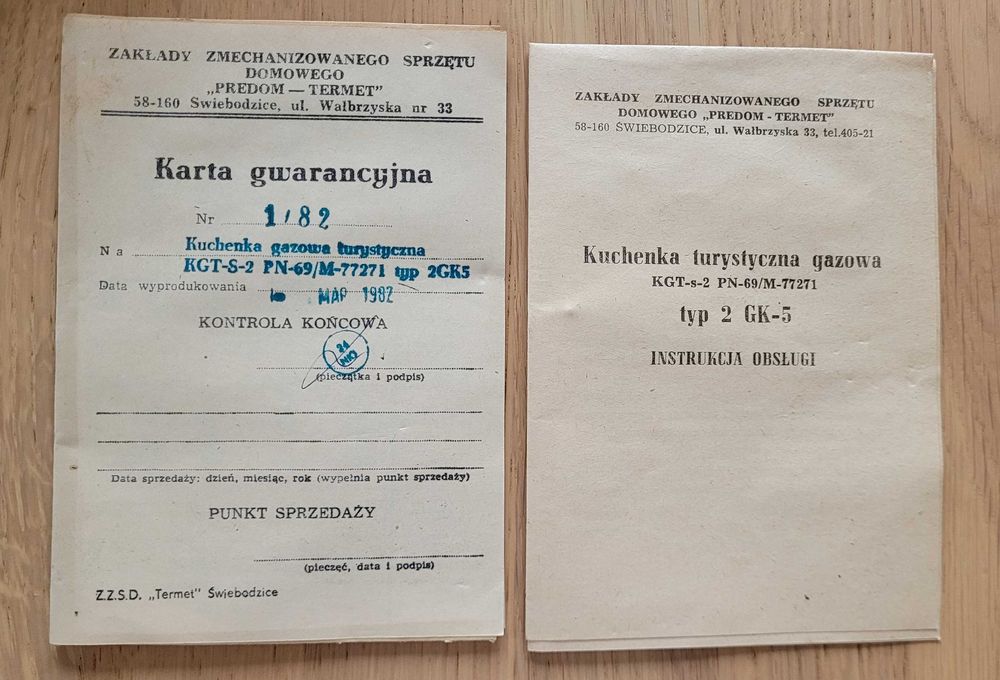 ZAKŁADY ZMECHANIZOWANEGO SPRZĘTU
DOMOWEGO
„PREDOM — TERMET”
58-160 Świebodzice, ul. Wałbrzyska nr 33
Karta gwarancyjna
Nr 1/82
Na Kuchenka gazowa turystyczna
KGT-S-2 PN-69/M-77271 typ 2GK5
Data wyprodukowania MAR 1982
KONTROLA KOŃCOWA
(pieczątka i podpis)
Data sprzedaży: dzień, miesiąc, rok (wypełnia punkt sprzedaży)
PUNKT SPRZEDAŻY
(pieczęć, data i podpis)
Z.Z.S.D. „Termet” Świebodzice
ZAKŁADY ZMECHANIZOWANEGO SPRZĘTU
DOMOWEGO „PREDOM - TERMET”
58-160 ŚWIEBODZICE, ul. Wałbrzyska 33, tel.405-21
Kuchenka turystyczna gazowa
KGT-s-2 PN-69/M-77271
typ 2 GK-5
INSTRUKCJA OBSŁUGI